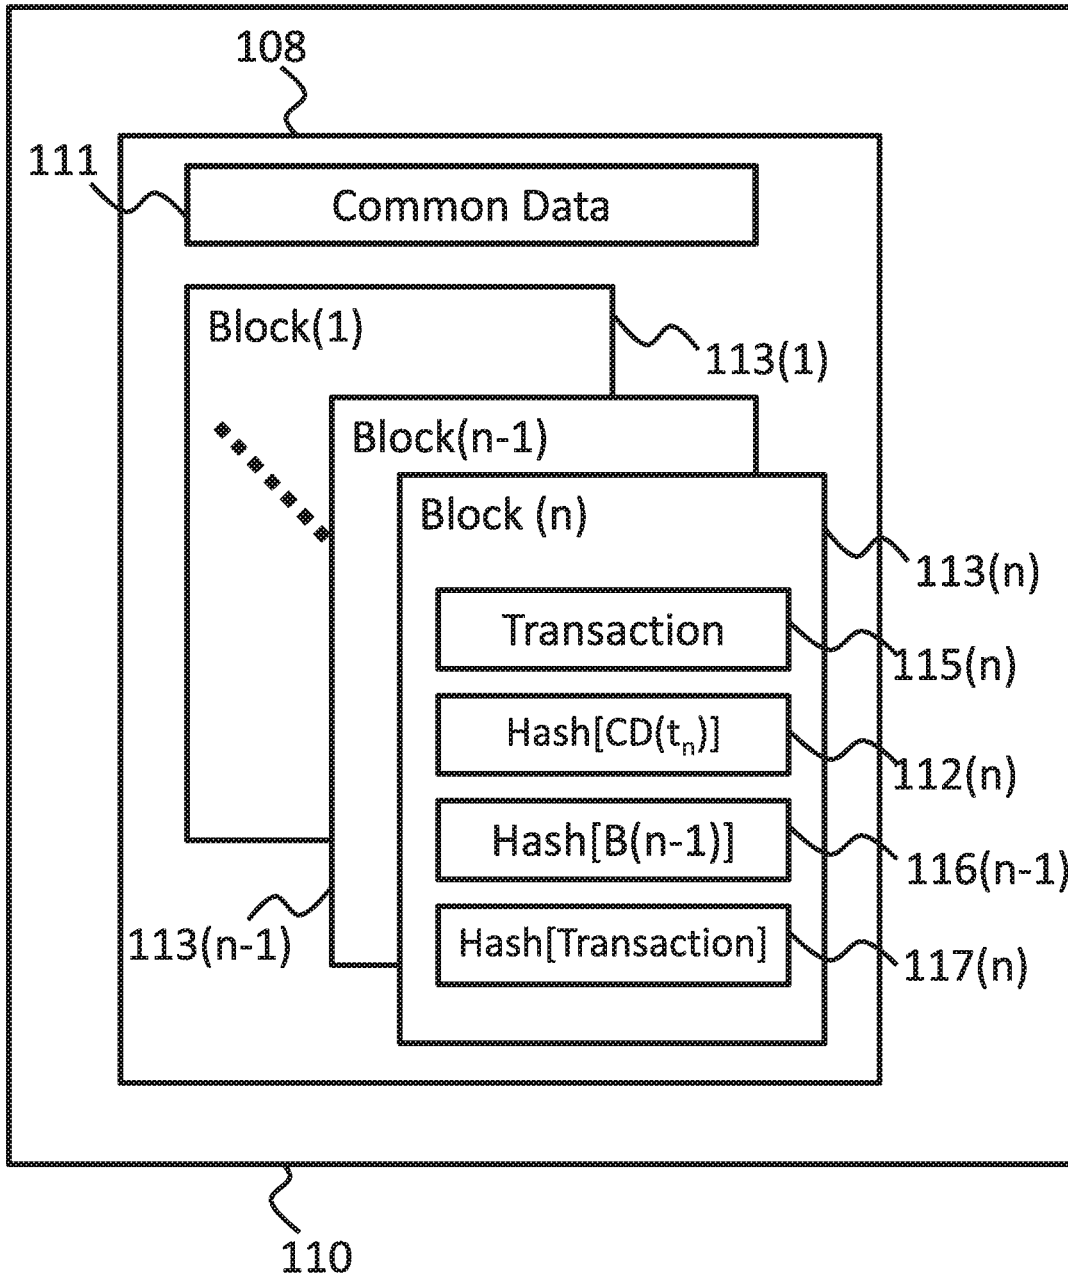 108
111
Common Data
Block(1)
113(1)
Block(n-1)
Block (n)
113(n)
Transaction
115(n)
Hash[CD(tₙ)]
112(n)
Hash[B(n-1)]
116(n-1)
113(n-1)
Hash[Transaction]
117(n)
110